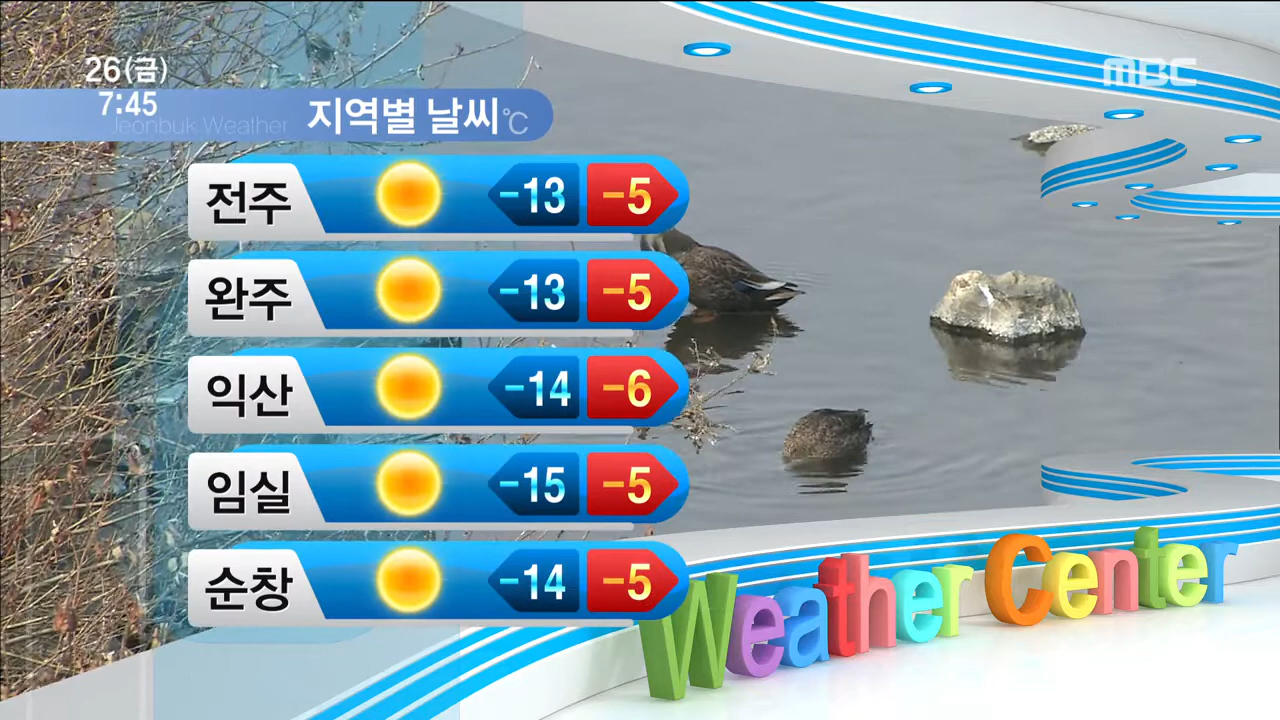 26(금)
7:45
MBC
Jeonbuk Weather
지역별 날씨 ℃
전주 -13 -5
완주 -13 -5
익산 -14 -6
임실 -15 -5
순창 -14 -5
Weather Center